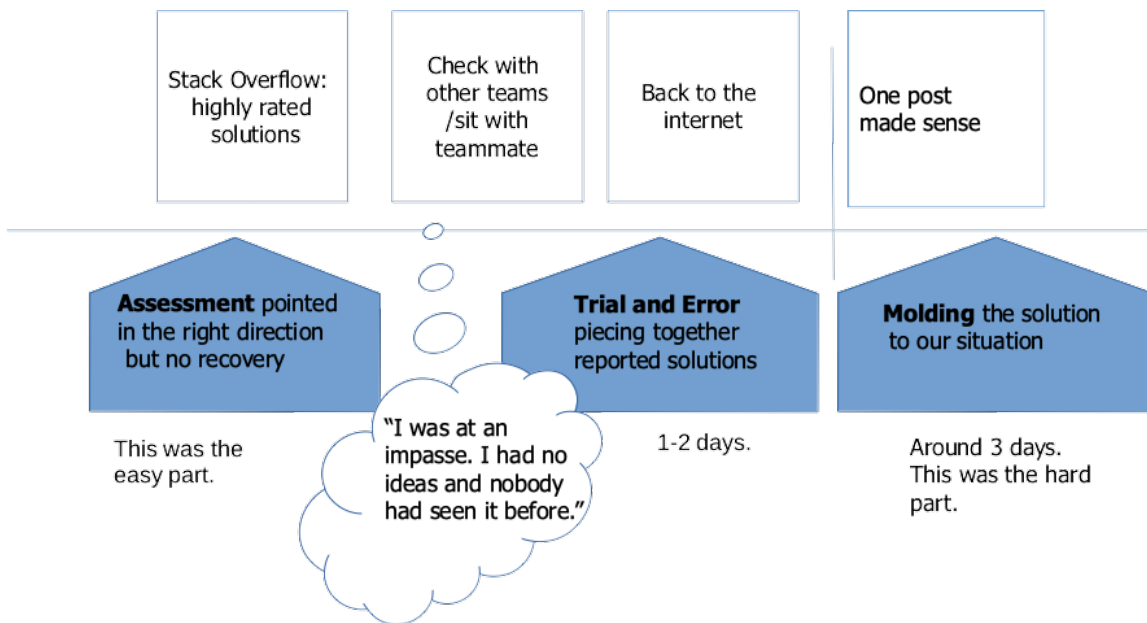 Stack Overflow:
highly rated
solutions
Check with
other teams
/sit with
teammate
Back to the
internet
One post
made sense
Assessment pointed
in the right direction
but no recovery
Trial and Error
piecing together
reported solutions
Molding the solution
to our situation
This was the
easy part.
“I was at an
impasse. I had no
ideas and nobody
had seen it before.”
1-2 days.
Around 3 days.
This was the hard
part.